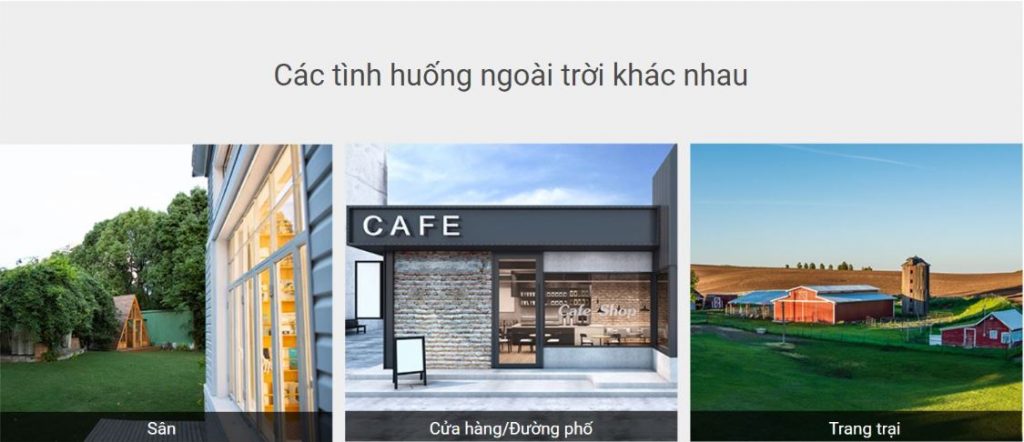 Các tình huống ngoài trời khác nhau
CAFE
Cafe Shop
Sân
Cửa hàng/Đường phố
Trang trại